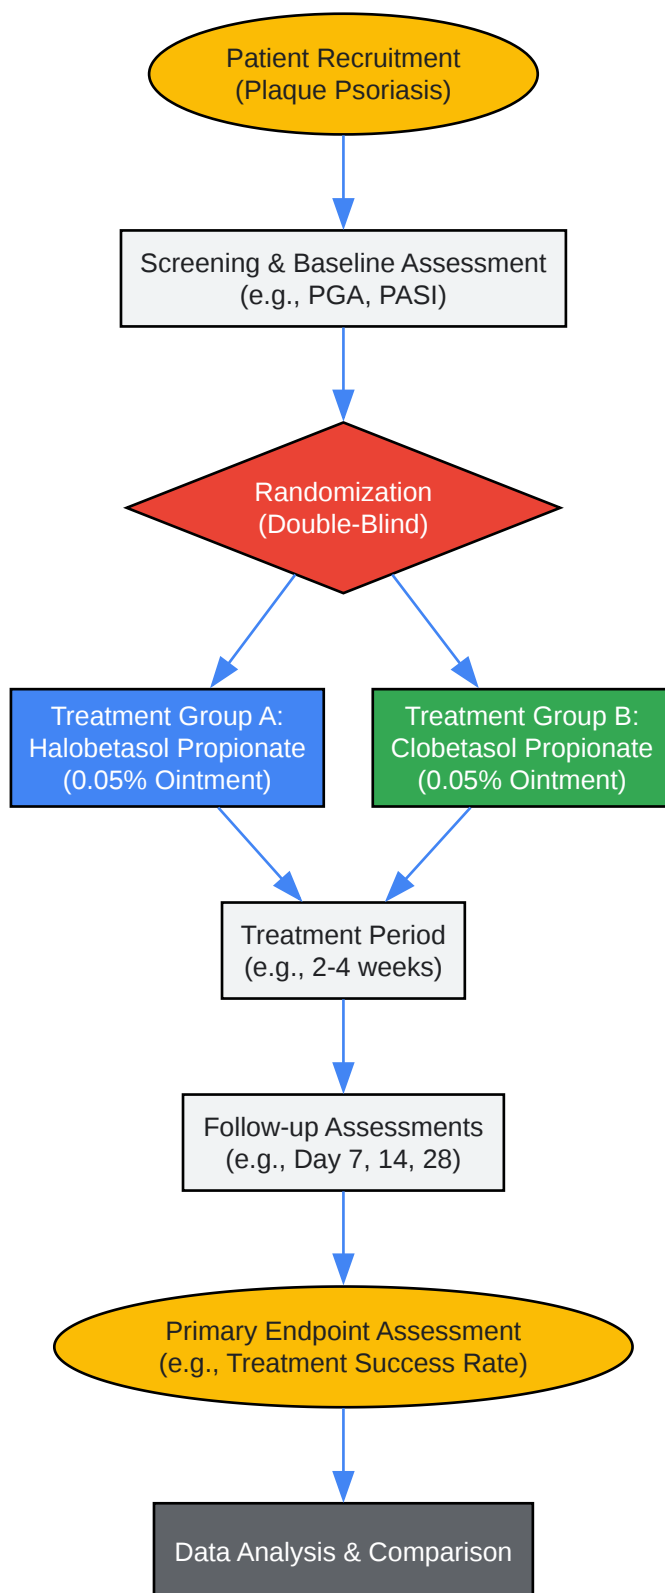 Patient Recruitment
(Plaque Psoriasis)
Screening & Baseline Assessment
(e.g., PGA, PASI)
Randomization
(Double-Blind)
Treatment Group A:
Halobetasol Propionate
(0.05% Ointment)
Treatment Group B:
Clobetasol Propionate
(0.05% Ointment)
Treatment Period
(e.g., 2-4 weeks)
Follow-up Assessments
(e.g., Day 7, 14, 28)
Primary Endpoint Assessment
(e.g., Treatment Success Rate)
Data Analysis & Comparison